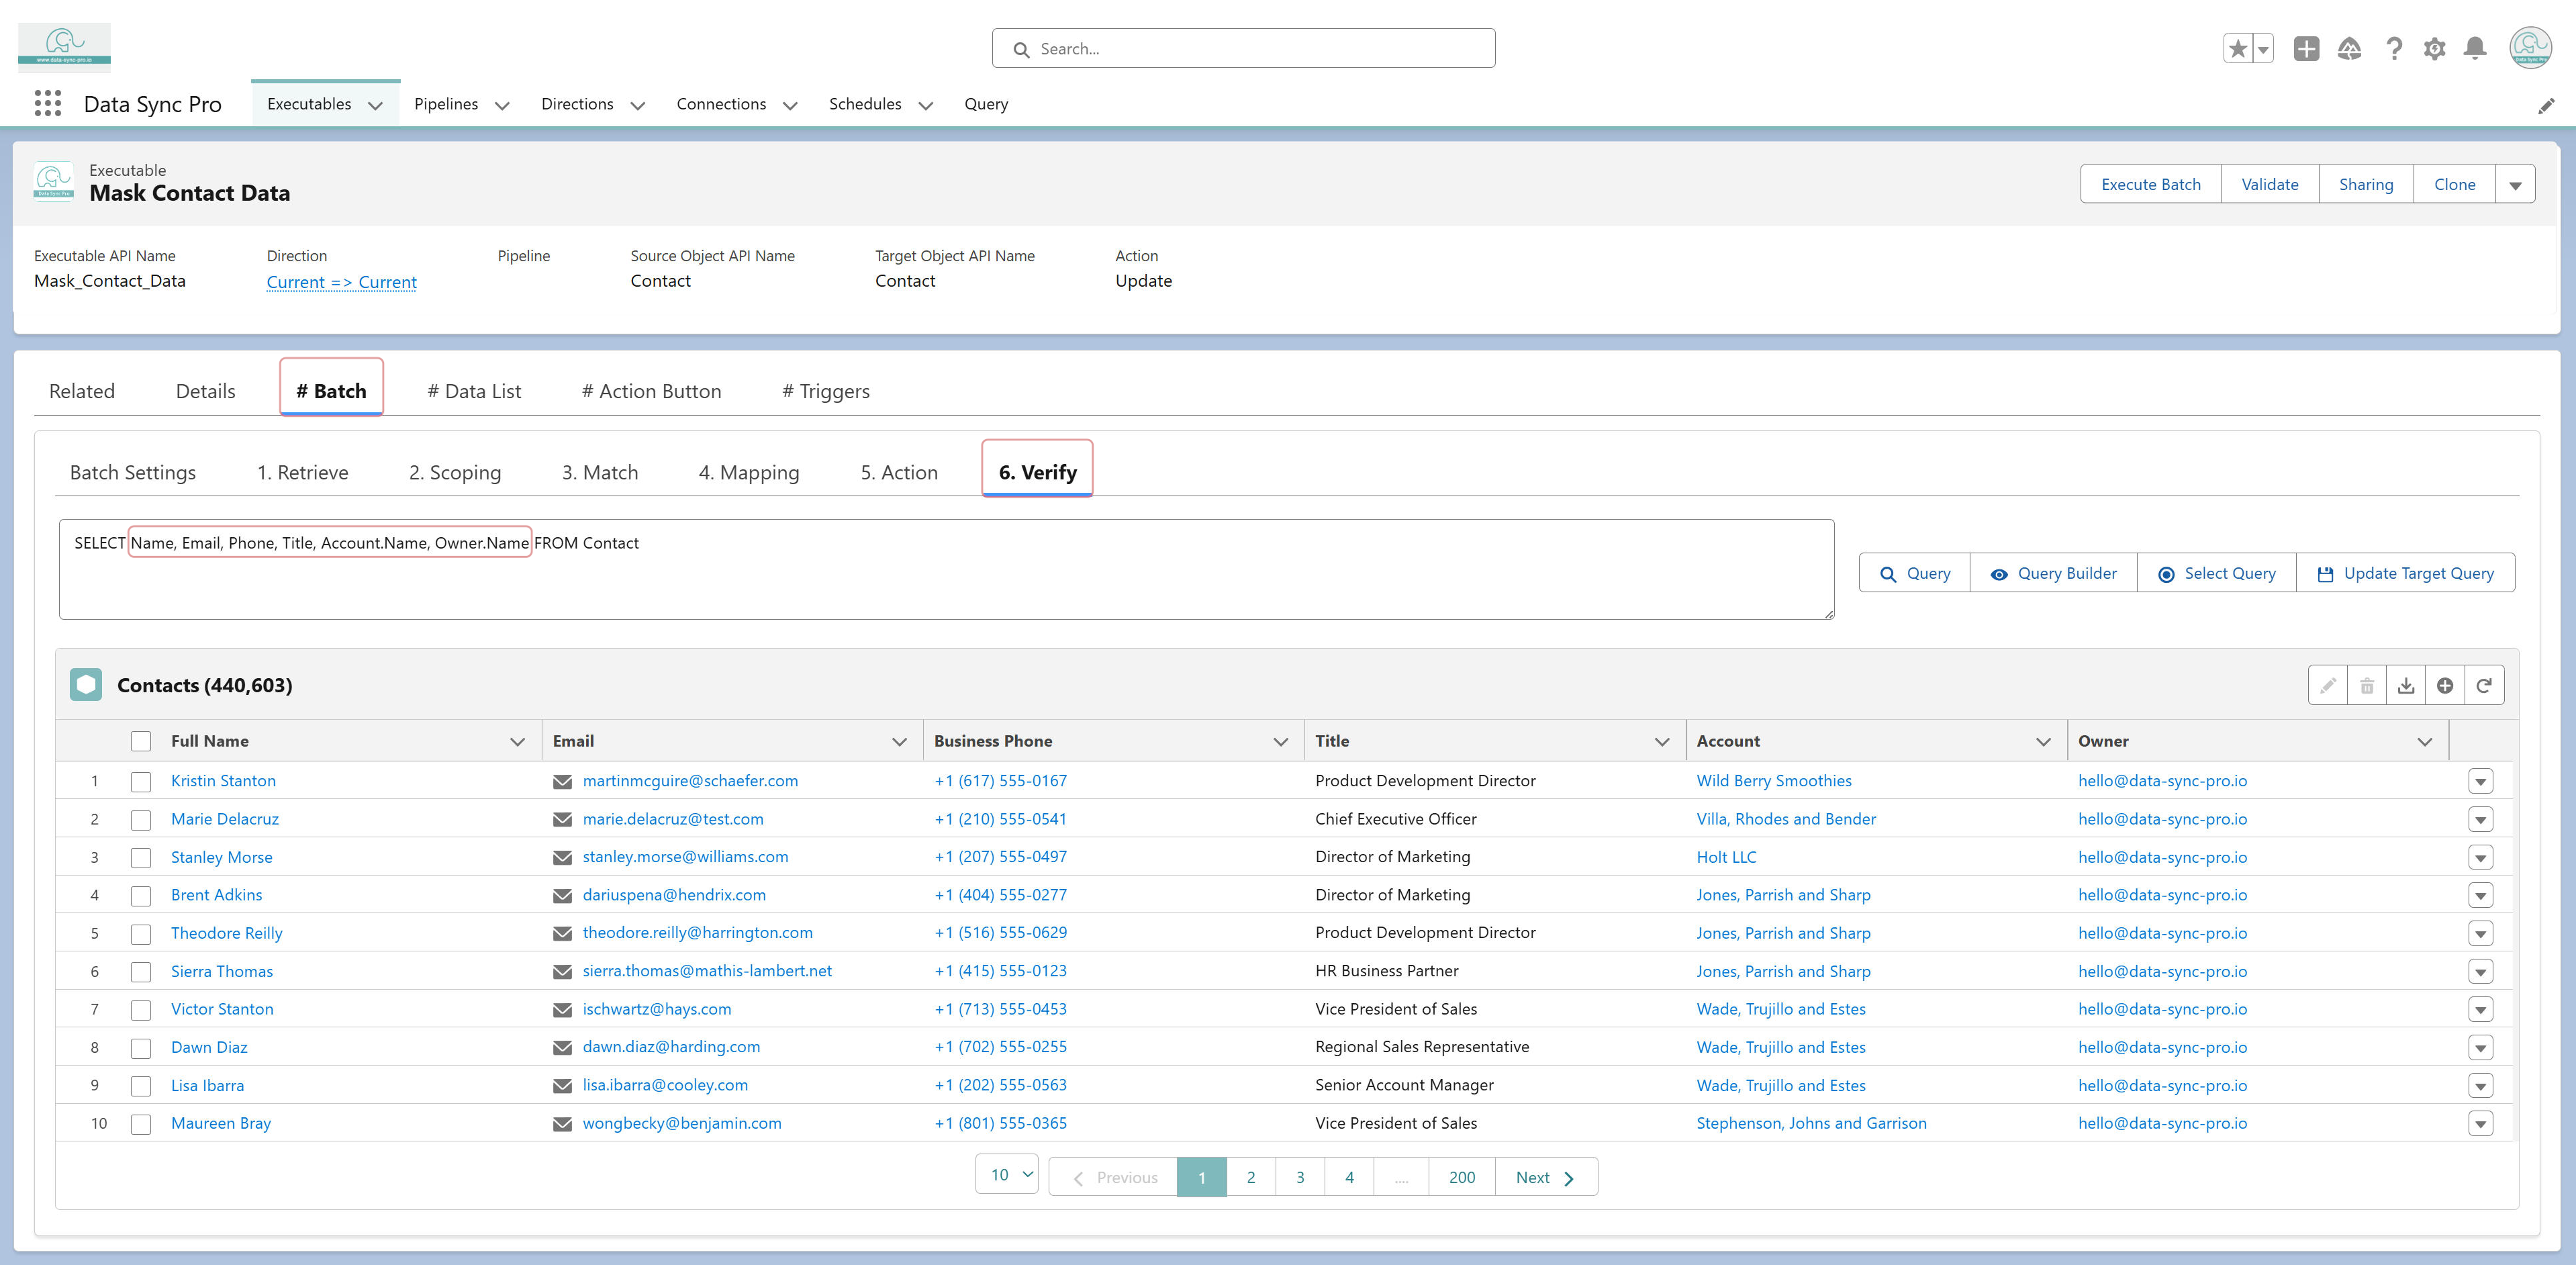 www.data-sync-pro.io
Search...
Data Sync Pro
Executables
Pipelines
Directions
Connections
Schedules
Query
Data Sync Pro
Executable
Mask Contact Data
Execute Batch
Validate
Sharing
Clone
Executable API Name
Direction
Pipeline
Source Object API Name
Target Object API Name
Action
Mask_Contact_Data
Current => Current
Contact
Contact
Update
Related
Details
# Batch
# Data List
# Action Button
# Triggers
Batch Settings
1. Retrieve
2. Scoping
3. Match
4. Mapping
5. Action
6. Verify
SELECT Name, Email, Phone, Title, Account.Name, Owner.Name FROM Contact
Query
Query Builder
Select Query
Update Target Query
Contacts (440,603)
Full Name Email Business Phone Title Account Owner
1 Kristin Stanton martinmcguire@schaefer.com +1 (617) 555-0167 Product Development Director Wild Berry Smoothies hello@data-sync-pro.io
2 Marie Delacruz marie.delacruz@test.com +1 (210) 555-0541 Chief Executive Officer Villa, Rhodes and Bender hello@data-sync-pro.io
3 Stanley Morse stanley.morse@williams.com +1 (207) 555-0497 Director of Marketing Holt LLC hello@data-sync-pro.io
4 Brent Adkins dariuspena@hendrix.com +1 (404) 555-0277 Director of Marketing Jones, Parrish and Sharp hello@data-sync-pro.io
5 Theodore Reilly theodore.reilly@harrington.com +1 (516) 555-0629 Product Development Director Jones, Parrish and Sharp hello@data-sync-pro.io
6 Sierra Thomas sierra.thomas@mathis-lambert.net +1 (415) 555-0123 HR Business Partner Jones, Parrish and Sharp hello@data-sync-pro.io
7 Victor Stanton ischwartz@hays.com +1 (713) 555-0453 Vice President of Sales Wade, Trujillo and Estes hello@data-sync-pro.io
8 Dawn Diaz dawn.diaz@harding.com +1 (702) 555-0255 Regional Sales Representative Wade, Trujillo and Estes hello@data-sync-pro.io
9 Lisa Ibarra lisa.ibarra@cooley.com +1 (202) 555-0563 Senior Account Manager Wade, Trujillo and Estes hello@data-sync-pro.io
10 Maureen Bray wongbecky@benjamin.com +1 (801) 555-0365 Vice President of Sales Stephenson, Johns and Garrison hello@data-sync-pro.io
10 Previous 1 2 3 4 .... 200 Next